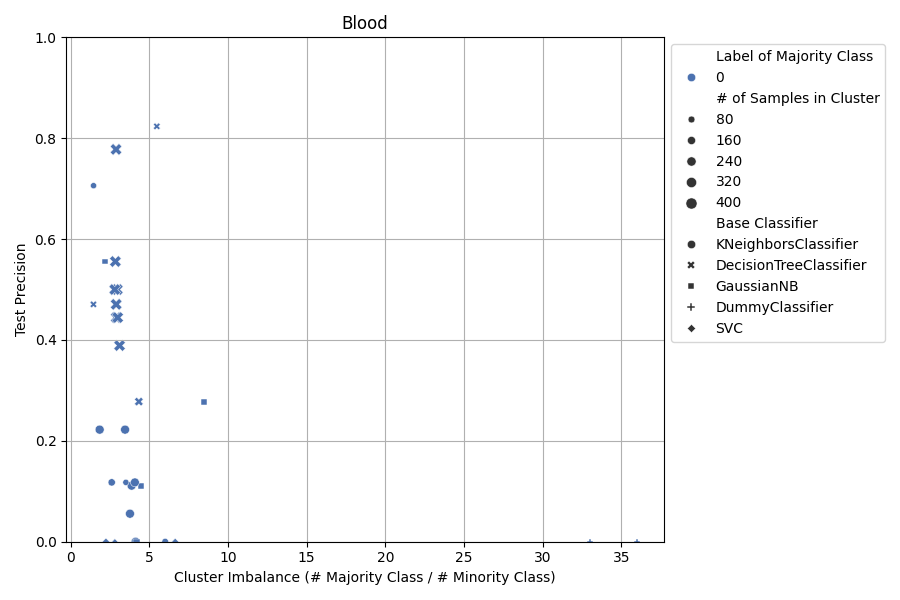 Blood
1.0
0.8
0.6
0.4
0.2
0.0
Test Precision
0 5 10 15 20 25 30 35
Cluster Imbalance (# Majority Class / # Minority Class)
Label of Majority Class
0
# of Samples in Cluster
80
160
240
320
400
Base Classifier
KNeighborsClassifier
DecisionTreeClassifier
GaussianNB
DummyClassifier
SVC